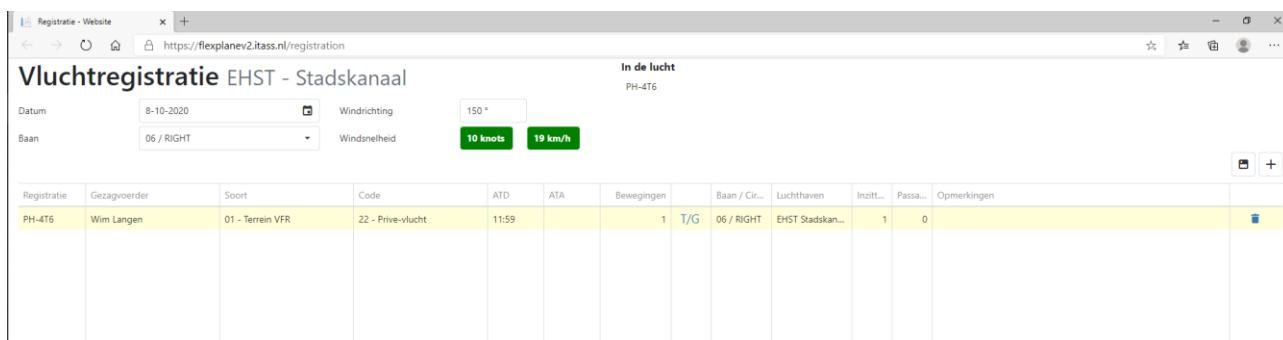 Registratie - Website
https://flexplanev2.itass.nl/registration
Vluchtregistratie EHST - Stadskanaal
In de lucht
PH-4T6
Datum 8-10-2020 Windrichting 150 °
Baan 06 / RIGHT Windsnelheid 10 knots 19 km/h
Registratie Gezagvoerder Soort Code ATD ATA Bewegingen Baan / Cir... Luchthaven Inzitt... Passa... Opmerkingen
PH-4T6 Wim Langen 01 - Terrein VFR 22 - Prive-vlucht 11:59 1 T/G 06 / RIGHT EHST Stadskan... 1 0